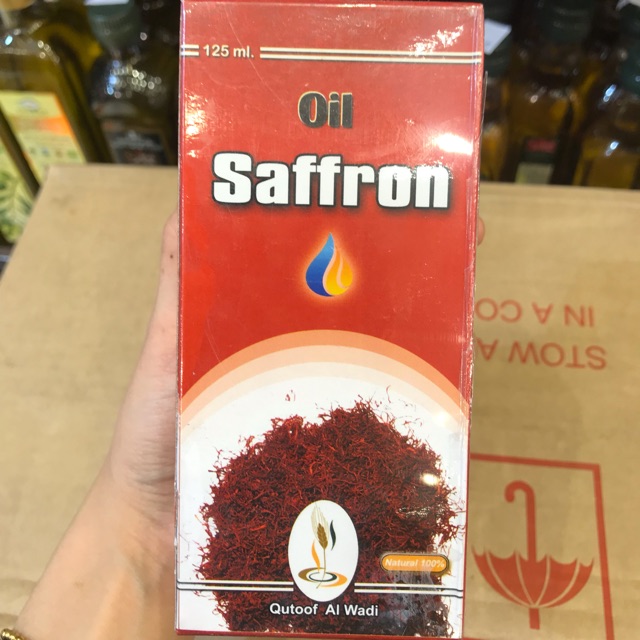 125 ml.
Oil
Saffron
Natural 100%
Qutoof Al Wadi
STOW A
IN A CO